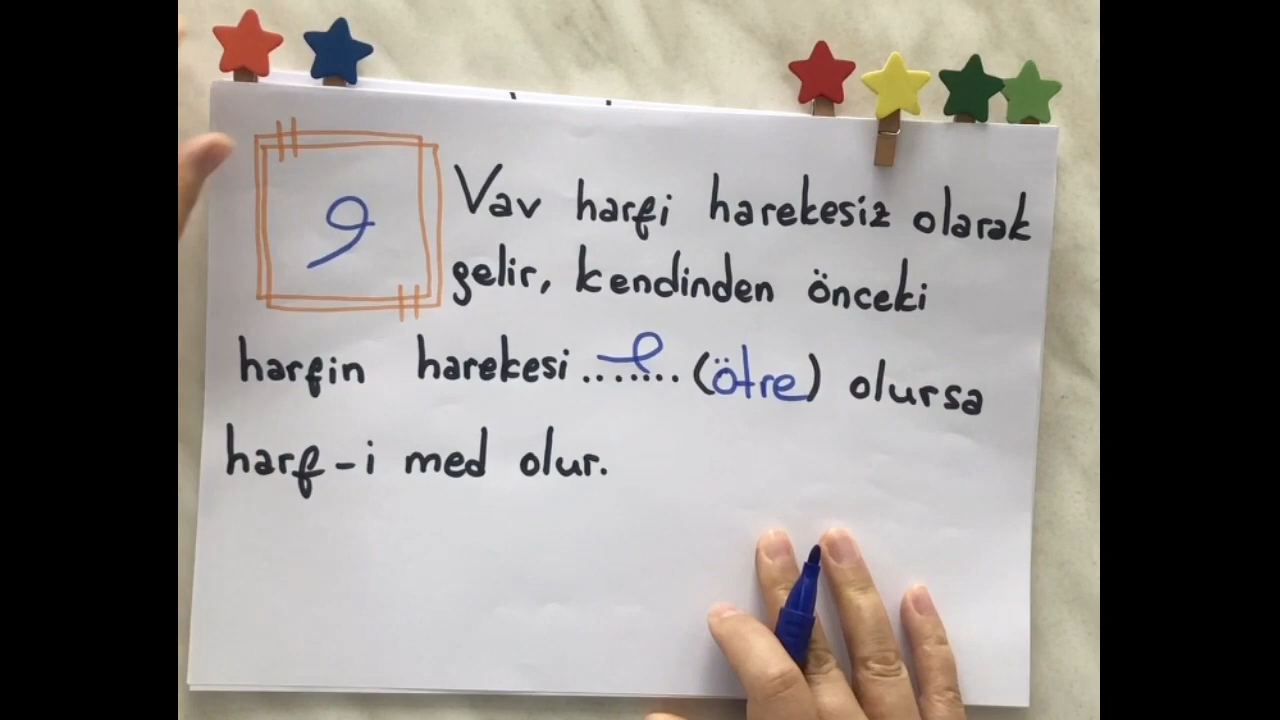 و
Vav harfi harekesiz olarak
gelir, kendinden önceki
harfin harekesi ....ُ... (ötre) olursa
harf-i med olur.